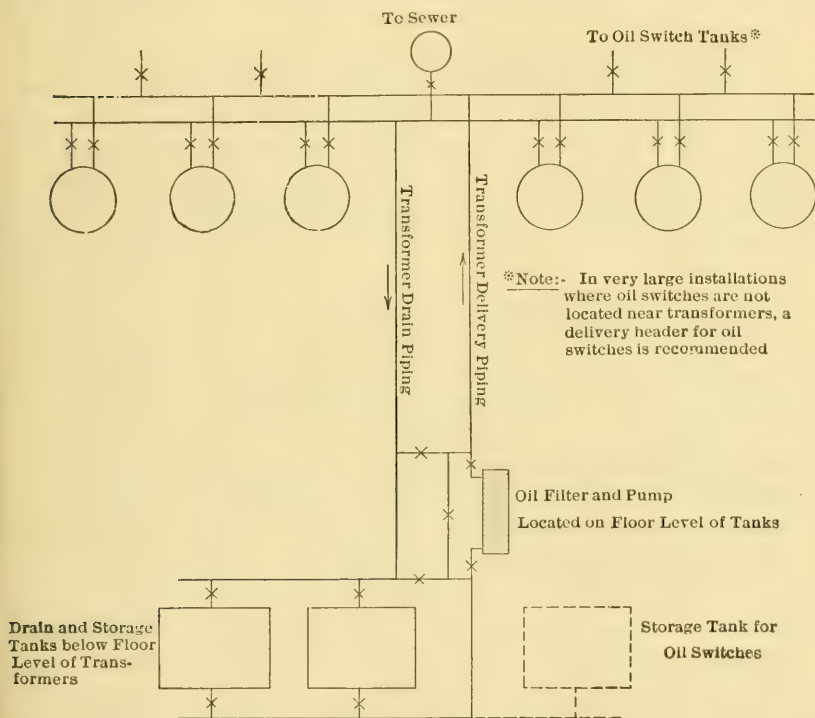 To Sewer
To Oil Switch Tanks*
Transformer Drain Piping
Transformer Delivery Piping
*Note:- In very large installations
where oil switches are not
located near transformers, a
delivery header for oil
switches is recommended
Oil Filter and Pump
Located on Floor Level of Tanks
Drain and Storage
Tanks below Floor
Level of Trans-
formers
Storage Tank for
Oil Switches